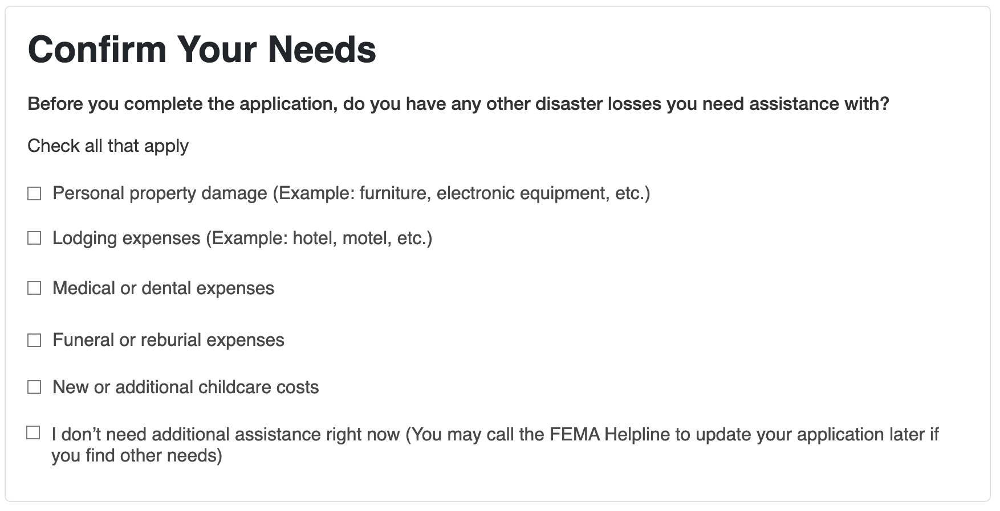 Confirm Your Needs
Before you complete the application, do you have any other disaster losses you need assistance with?
Check all that apply
Personal property damage (Example: furniture, electronic equipment, etc.)
Lodging expenses (Example: hotel, motel, etc.)
Medical or dental expenses
Funeral or reburial expenses
New or additional childcare costs
I don’t need additional assistance right now (You may call the FEMA Helpline to update your application later if
you find other needs)